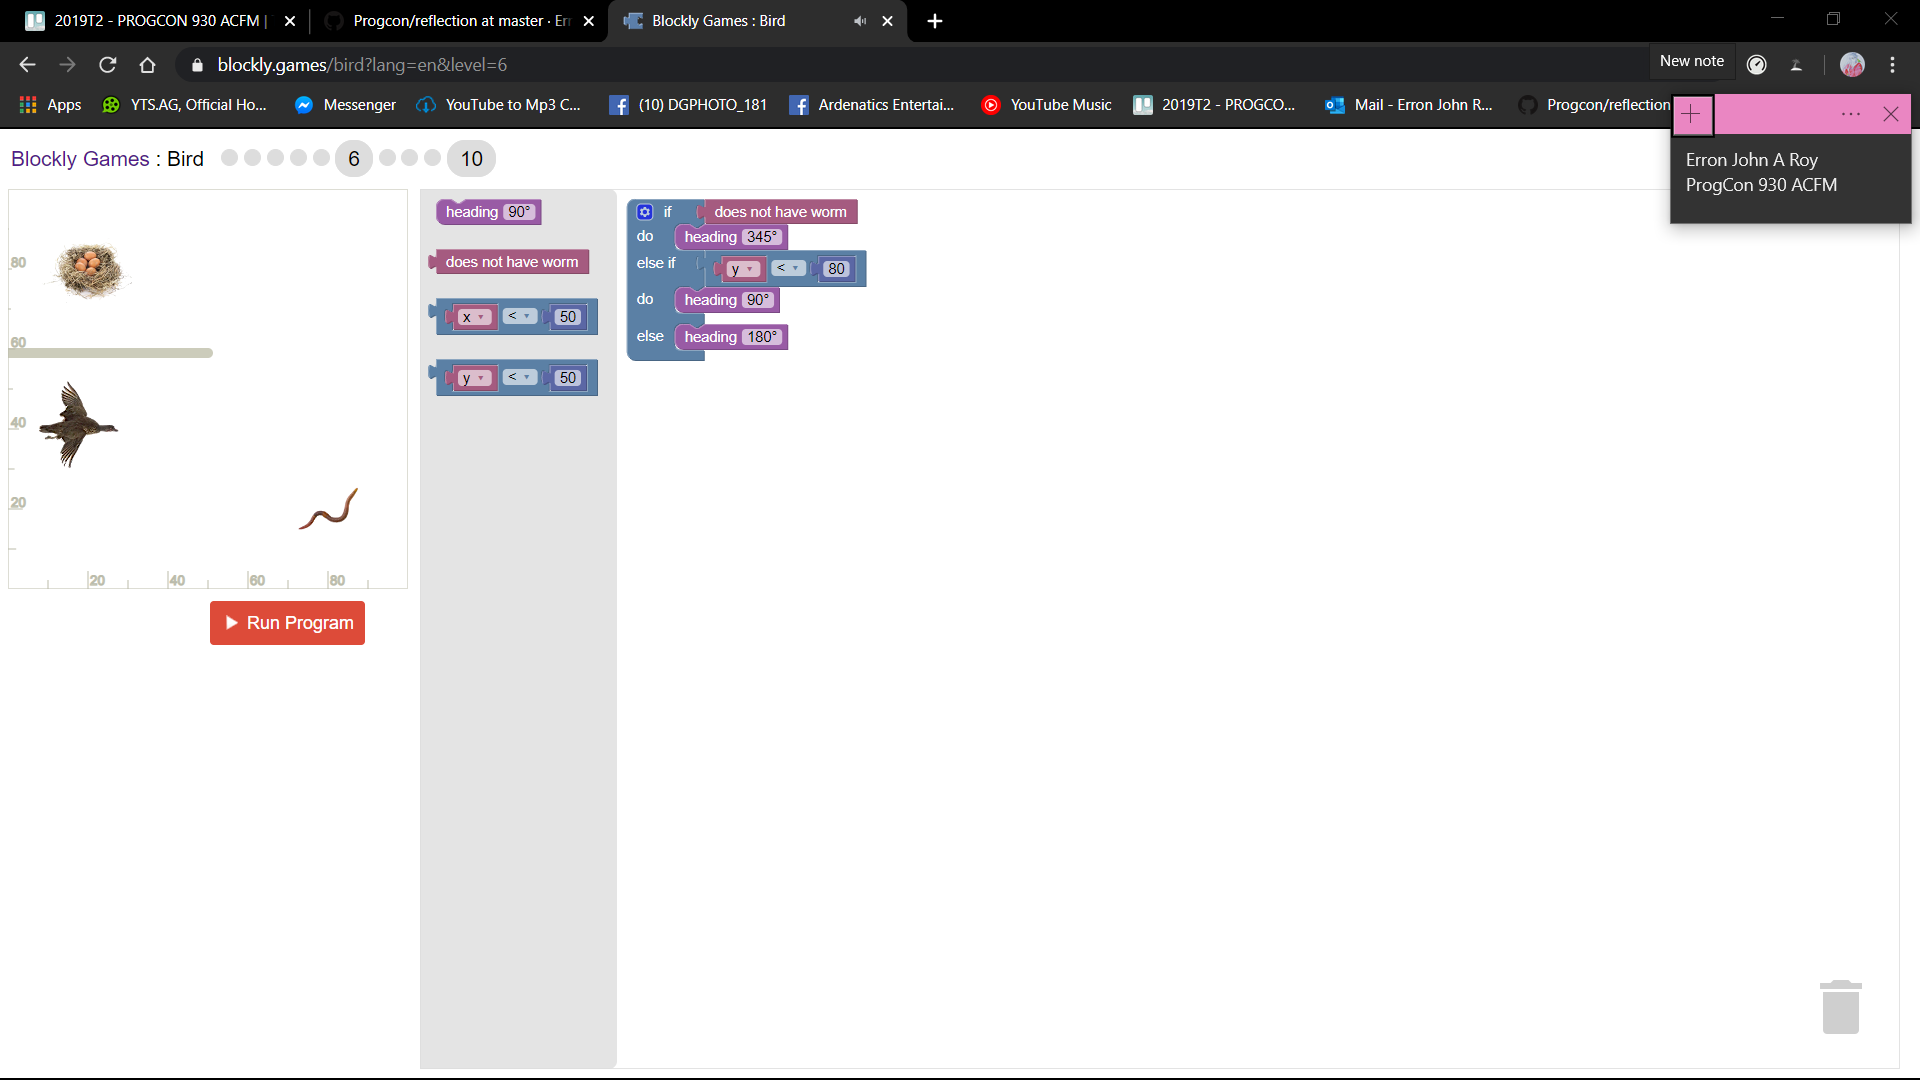 2019T2 - PROGCON 930 ACFM |
Progcon/reflection at master · Err
Blockly Games : Bird
blockly.games/bird?lang=en&level=6
New note
Apps
YTS.AG, Official Ho...
Messenger
YouTube to Mp3 C...
(10) DGPHOTO_181
Ardenatics Entertai...
YouTube Music
2019T2 - PROGCO...
Mail - Erron John R...
Progcon/reflection
Erron John A Roy
ProgCon 930 ACFM
Blockly Games : Bird
6
10
80
60
40
20
20
40
60
80
Run Program
heading 90°
does not have worm
x < 50
y < 50
if does not have worm
do heading 345°
else if y < 80
do heading 90°
else heading 180°